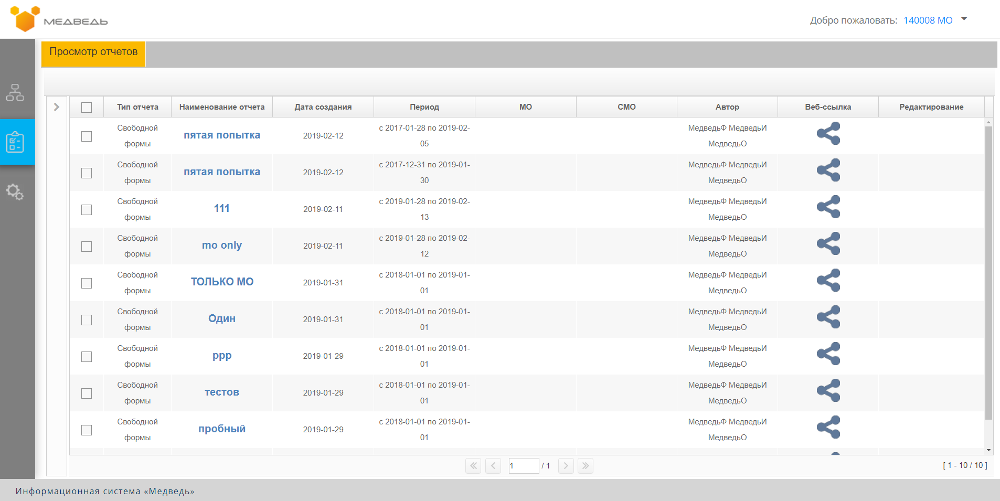 МЕДВЕДЬ
Добро пожаловать: 140008 МО
Просмотр отчетов
Тип отчета Наименование отчета Дата создания Период МО СМО Автор Веб-ссылка Редактирование
Свободной формы пятая попытка 2019-02-12 с 2017-01-28 по 2019-02-05 МедведьФ МедведьИ МедведьО
Свободной формы пятая попытка 2019-02-12 с 2017-12-31 по 2019-01-30 МедведьФ МедведьИ МедведьО
Свободной формы 111 2019-02-11 с 2019-01-28 по 2019-02-13 МедведьФ МедведьИ МедведьО
Свободной формы mo only 2019-02-11 с 2019-01-28 по 2019-02-12 МедведьФ МедведьИ МедведьО
Свободной формы ТОЛЬКО МО 2019-01-31 с 2018-01-01 по 2019-01-01 МедведьФ МедведьИ МедведьО
Свободной формы Один 2019-01-31 с 2018-01-01 по 2019-01-01 МедведьФ МедведьИ МедведьО
Свободной формы ррр 2019-01-29 с 2018-01-01 по 2019-01-01 МедведьФ МедведьИ МедведьО
Свободной формы тестов 2019-01-29 с 2018-01-01 по 2019-01-01 МедведьФ МедведьИ МедведьО
Свободной формы пробный 2019-01-29 с 2018-01-01 по 2019-01-01 МедведьФ МедведьИ МедведьО
1 / 1
[ 1 - 10 / 10 ]
Информационная система «Медведь»